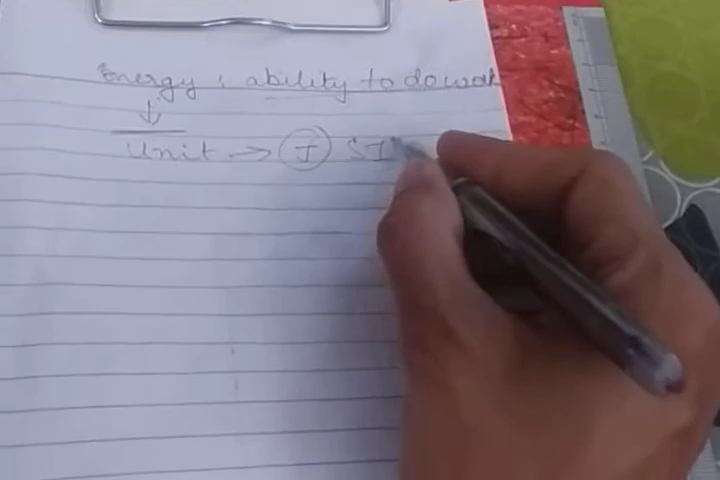 Energy : ability to do work
↓
Unit → J SI